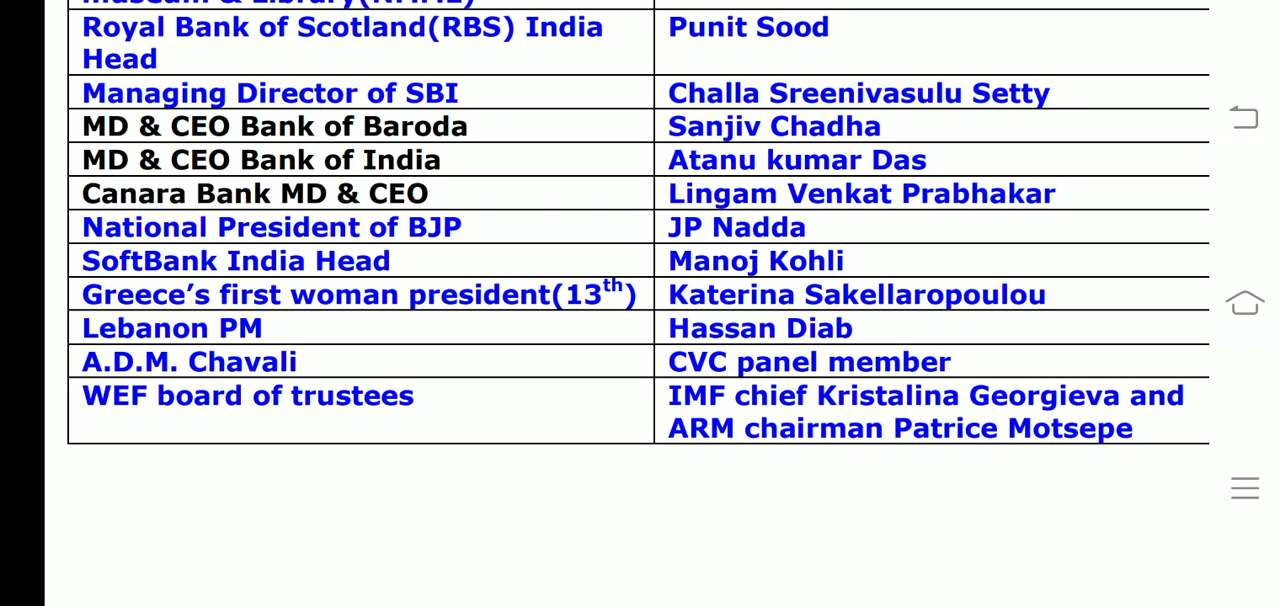 Museum & Library(NMML)
Royal Bank of Scotland(RBS) India Head
Punit Sood
Managing Director of SBI
Challa Sreenivasulu Setty
MD & CEO Bank of Baroda
Sanjiv Chadha
MD & CEO Bank of India
Atanu kumar Das
Canara Bank MD & CEO
Lingam Venkat Prabhakar
National President of BJP
JP Nadda
SoftBank India Head
Manoj Kohli
Greece’s first woman president(13th)
Katerina Sakellaropoulou
Lebanon PM
Hassan Diab
A.D.M. Chavali
CVC panel member
WEF board of trustees
IMF chief Kristalina Georgieva and
ARM chairman Patrice Motsepe